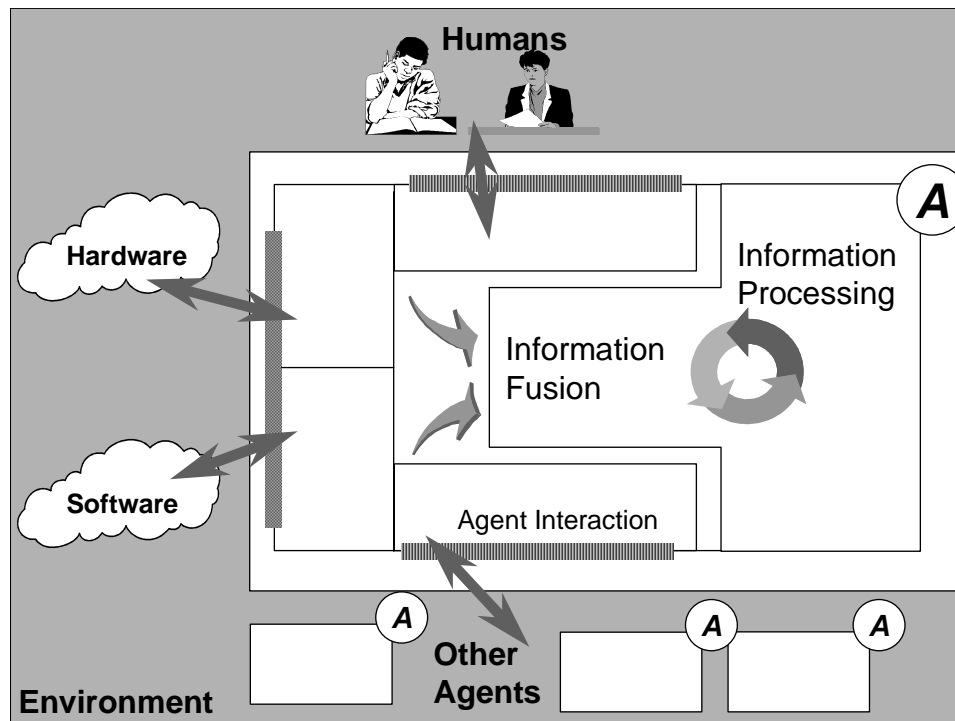 Humans
A
Hardware
Information
Processing
Information
Fusion
Software
Agent Interaction
A
Other
Agents
A
A
Environment